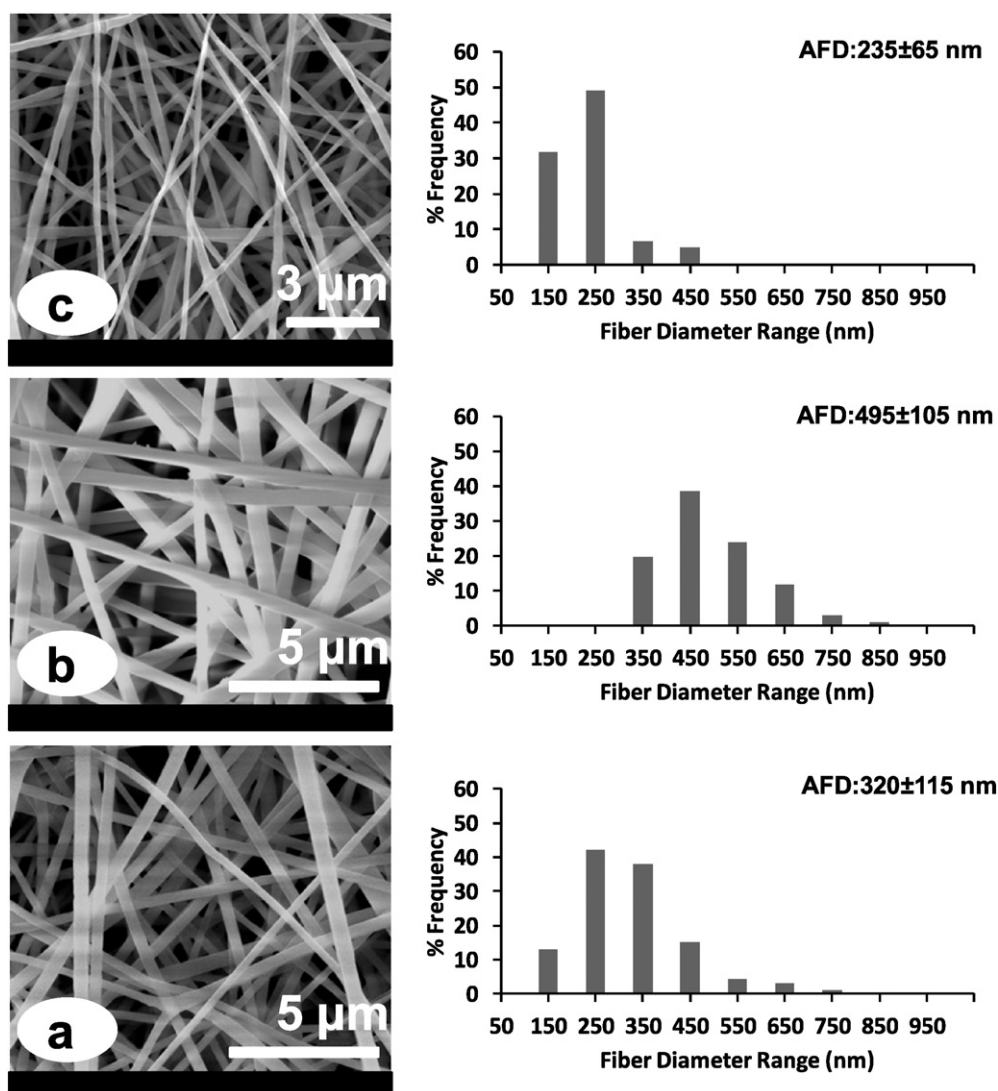 c
3 μm
AFD:235±65 nm
% Frequency
60
50
40
30
20
10
0
50 150 250 350 450 550 650 750 850 950
Fiber Diameter Range (nm)
b
5 μm
AFD:495±105 nm
% Frequency
60
50
40
30
20
10
0
50 150 250 350 450 550 650 750 850 950
Fiber Diameter Range (nm)
a
5 μm
AFD:320±115 nm
% Frequency
60
50
40
30
20
10
0
50 150 250 350 450 550 650 750 850 950
Fiber Diameter Range (nm)